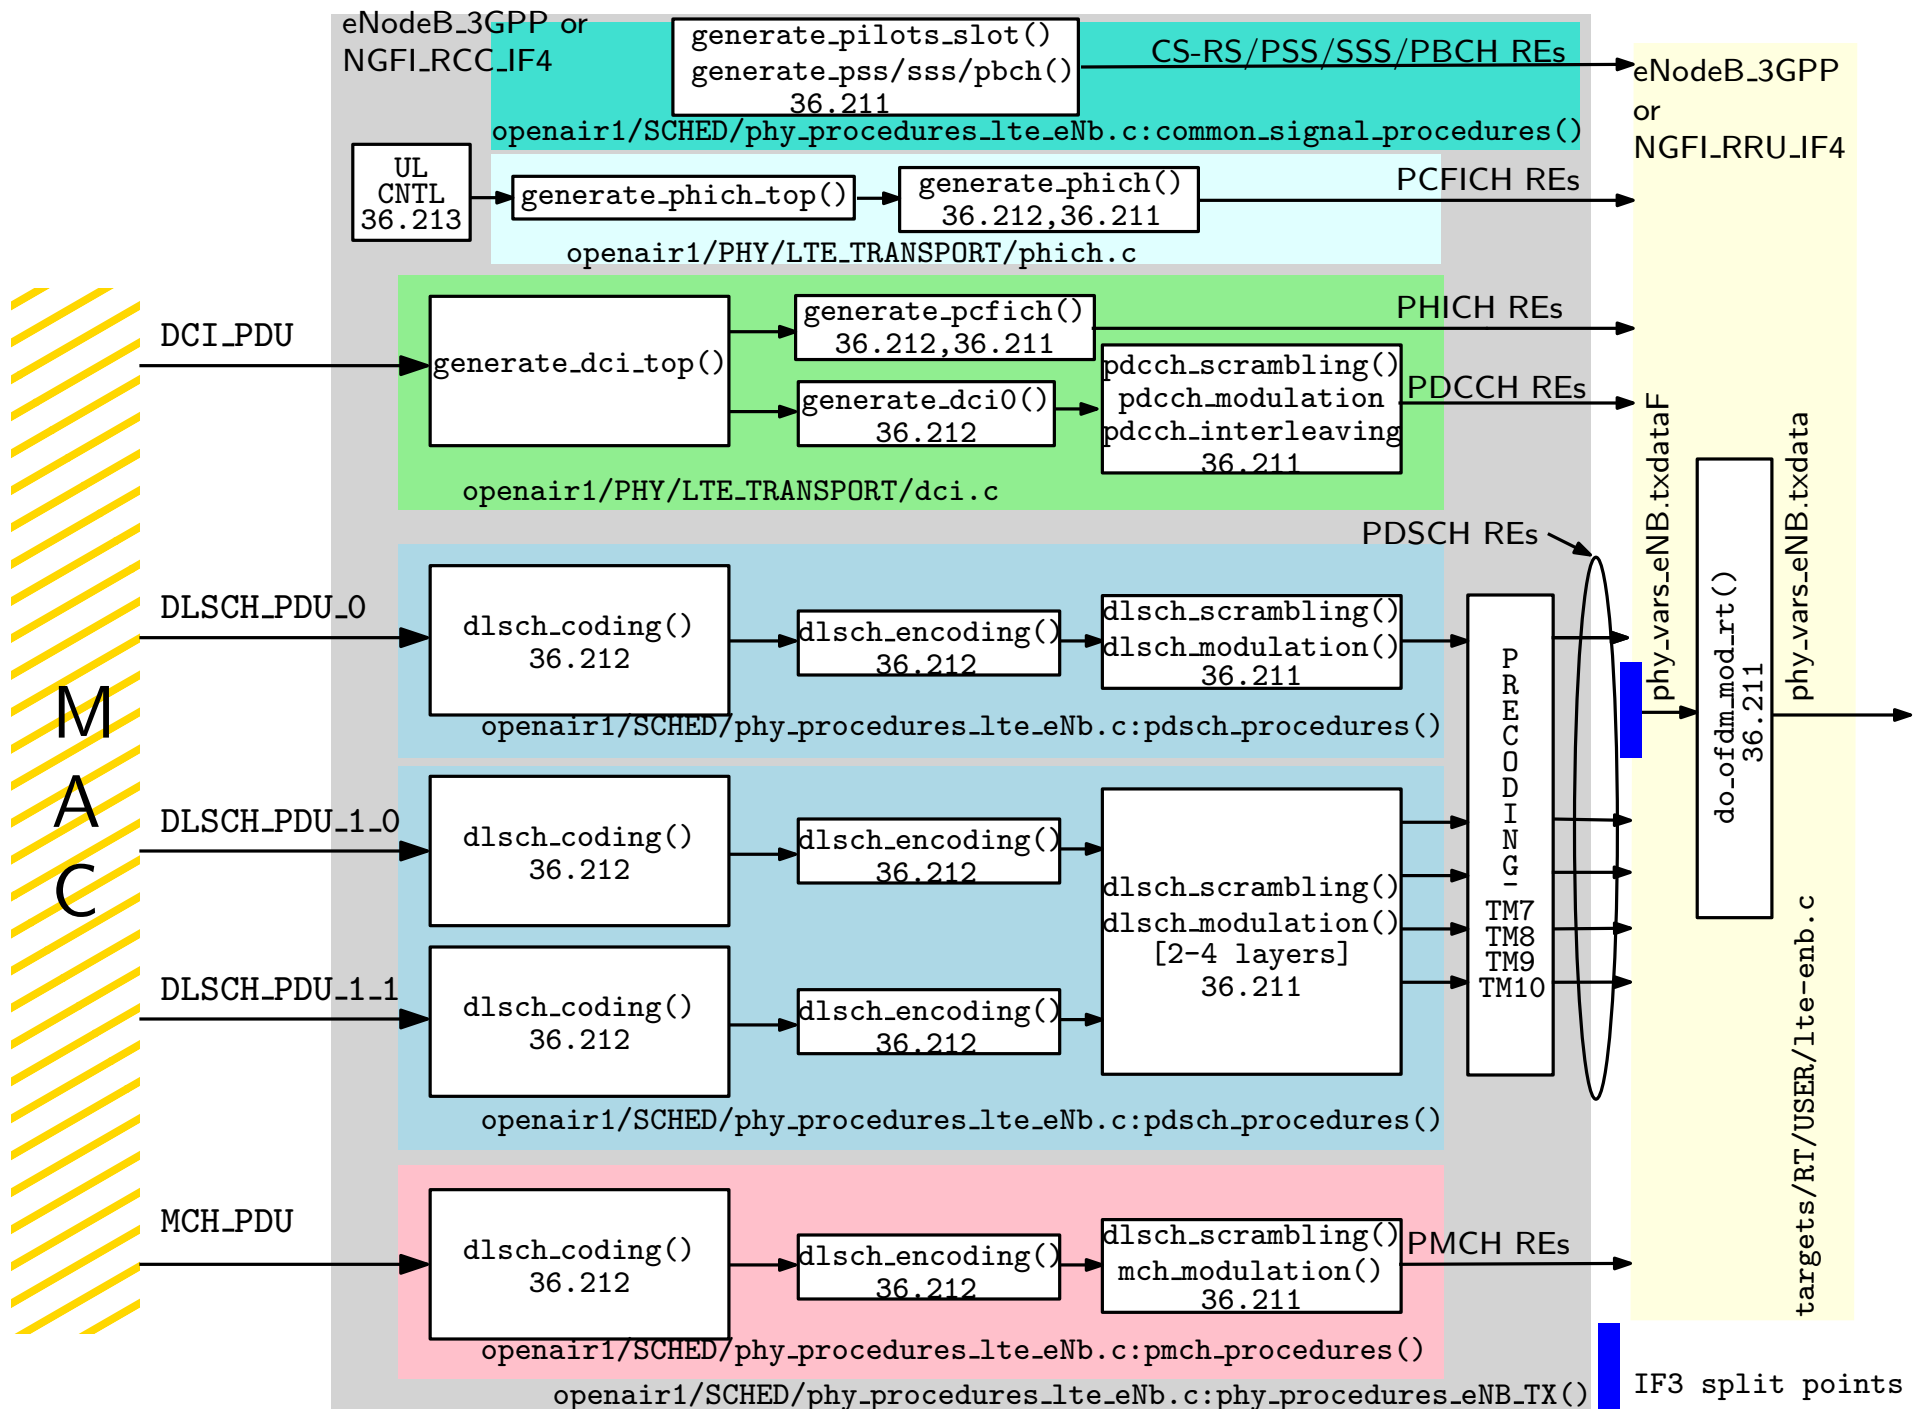 eNodeB_3GPP or
NGFI_RCC_IF4
generate_pilots_slot()
generate_pss/sss/pbch()
36.211
CS-RS/PSS/SSS/PBCH REs
openair1/SCHED/phy_procedures_lte_eNb.c:common_signal_procedures()
eNodeB_3GPP
or
NGFI_RRU_IF4
UL
CNTL
36.213
generate_phich_top()
generate_phich()
36.212,36.211
PCFICH REs
openair1/PHY/LTE_TRANSPORT/phich.c
DCI_PDU
generate_dci_top()
generate_pcfich()
36.212,36.211
PHICH REs
generate_dci0()
36.212
pdcch_scrambling()
pdcch_modulation
pdcch_interleaving
36.211
PDCCH REs
openair1/PHY/LTE_TRANSPORT/dci.c
PDSCH REs
DLSCH_PDU_0
dlsch_coding()
36.212
dlsch_encoding()
36.212
dlsch_scrambling()
dlsch_modulation()
36.211
openair1/SCHED/phy_procedures_lte_eNb.c:pdsch_procedures()
MAC
DLSCH_PDU_1_0
dlsch_coding()
36.212
dlsch_encoding()
36.212
DLSCH_PDU_1_1
dlsch_coding()
36.212
dlsch_encoding()
36.212
dlsch_scrambling()
dlsch_modulation()
[2-4 layers]
36.211
openair1/SCHED/phy_procedures_lte_eNb.c:pdsch_procedures()
PRECODING-
TM7
TM8
TM9
TM10
phy_vars_eNB.txdataF
do_ofdm_mod_rt()
36.211
phy_vars_eNB.txdata
targets/RT/USER/lte-enb.c
MCH_PDU
dlsch_coding()
36.212
dlsch_encoding()
36.212
dlsch_scrambling()
mch_modulation()
36.211
PMCH REs
openair1/SCHED/phy_procedures_lte_eNb.c:pmch_procedures()
openair1/SCHED/phy_procedures_lte_eNb.c:phy_procedures_eNB_TX()
IF3 split points